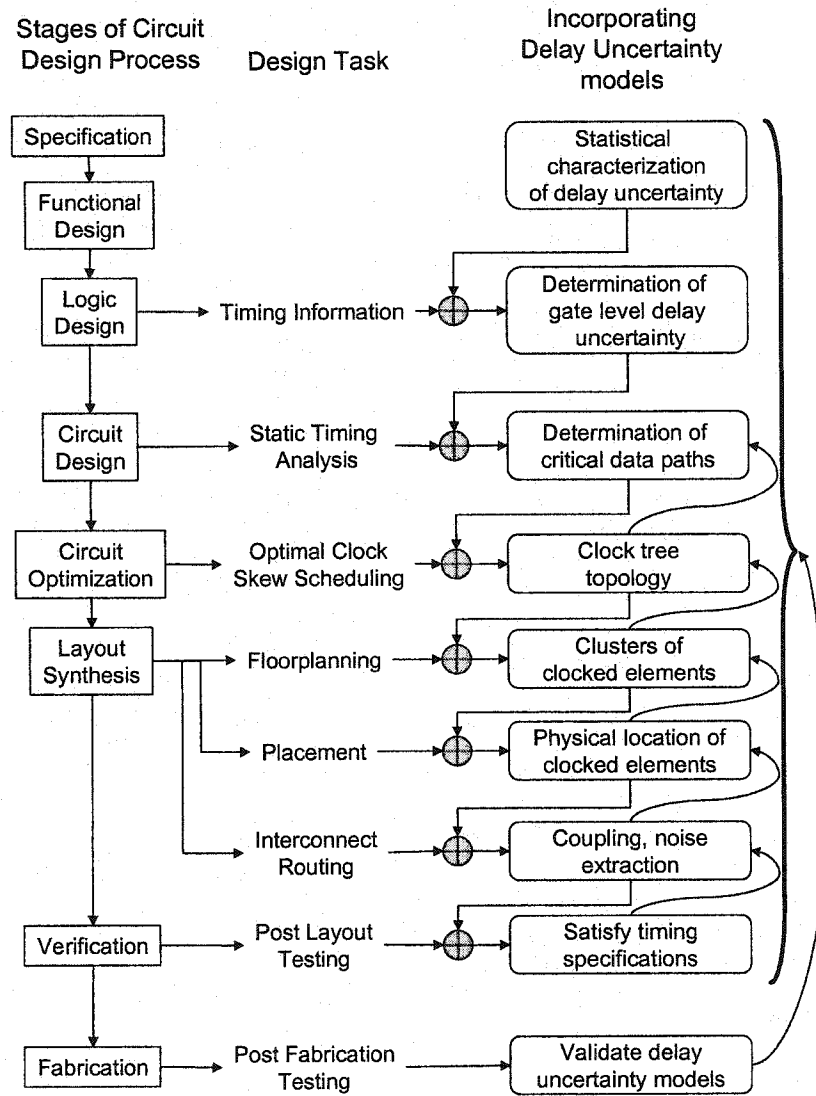 Stages of Circuit
Design Process
Design Task
Incorporating
Delay Uncertainty
models
Specification
Statistical
characterization
of delay uncertainty
Functional
Design
Logic
Design
Timing Information
Determination of
gate level delay
uncertainty
Circuit
Design
Static Timing
Analysis
Determination of
critical data paths
Circuit
Optimization
Optimal Clock
Skew Scheduling
Clock tree
topology
Layout
Synthesis
Floorplanning
Clusters of
clocked elements
Placement
Physical location of
clocked elements
Interconnect
Routing
Coupling, noise
extraction
Verification
Post Layout
Testing
Satisfy timing
specifications
Fabrication
Post Fabrication
Testing
Validate delay
uncertainty models